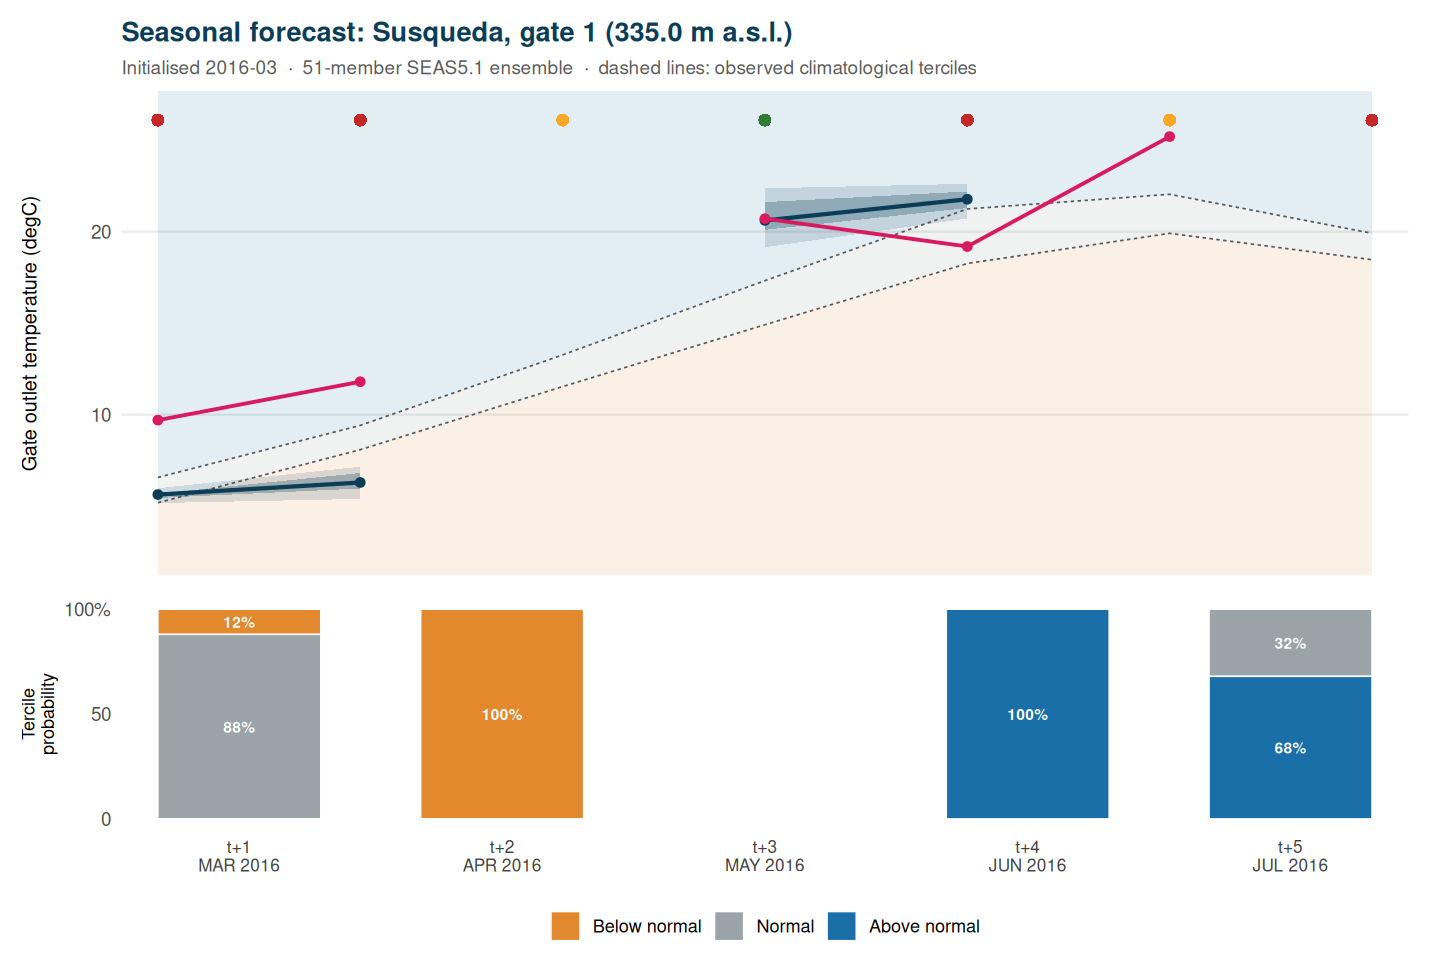 Seasonal forecast: Susqueda, gate 1 (335.0 m a.s.l.)
Initialised 2016-03 · 51-member SEAS5.1 ensemble · dashed lines: observed climatological terciles
Gate outlet temperature (degC)
20
10
Tercile
probability
100%
50
0
12%
88%
100%
100%
32%
68%
t+1
MAR 2016
t+2
APR 2016
t+3
MAY 2016
t+4
JUN 2016
t+5
JUL 2016
Below normal
Normal
Above normal